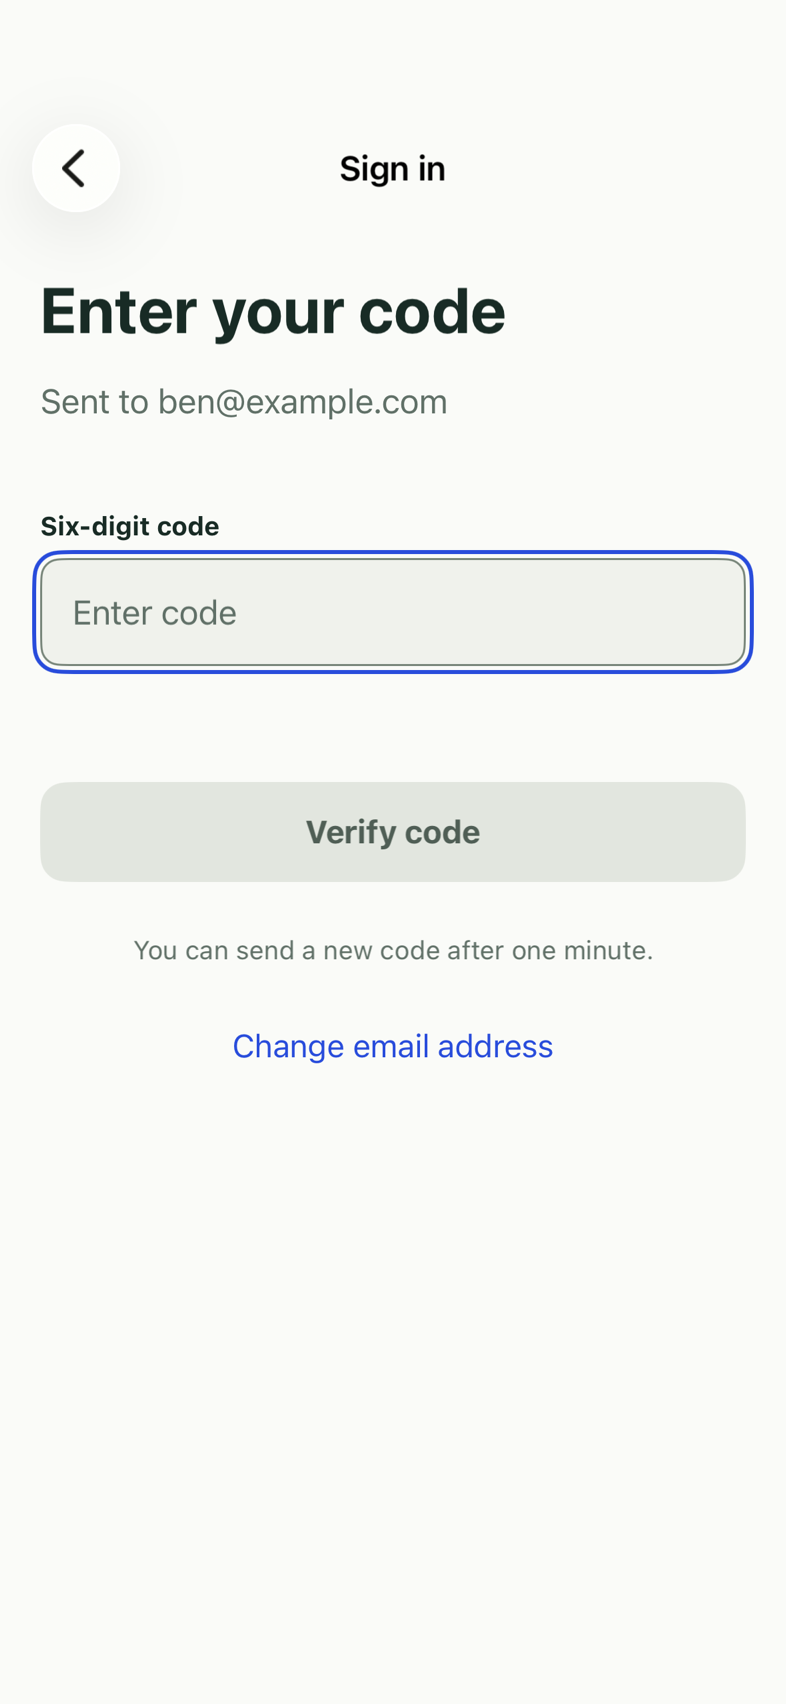 Sign in
Enter your code
Sent to ben@example.com
Six-digit code
Enter code
Verify code
You can send a new code after one minute.
Change email address